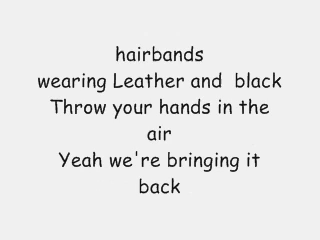 hairbands
wearing Leather and  black
Throw your hands in the
air
Yeah we're bringing it
back